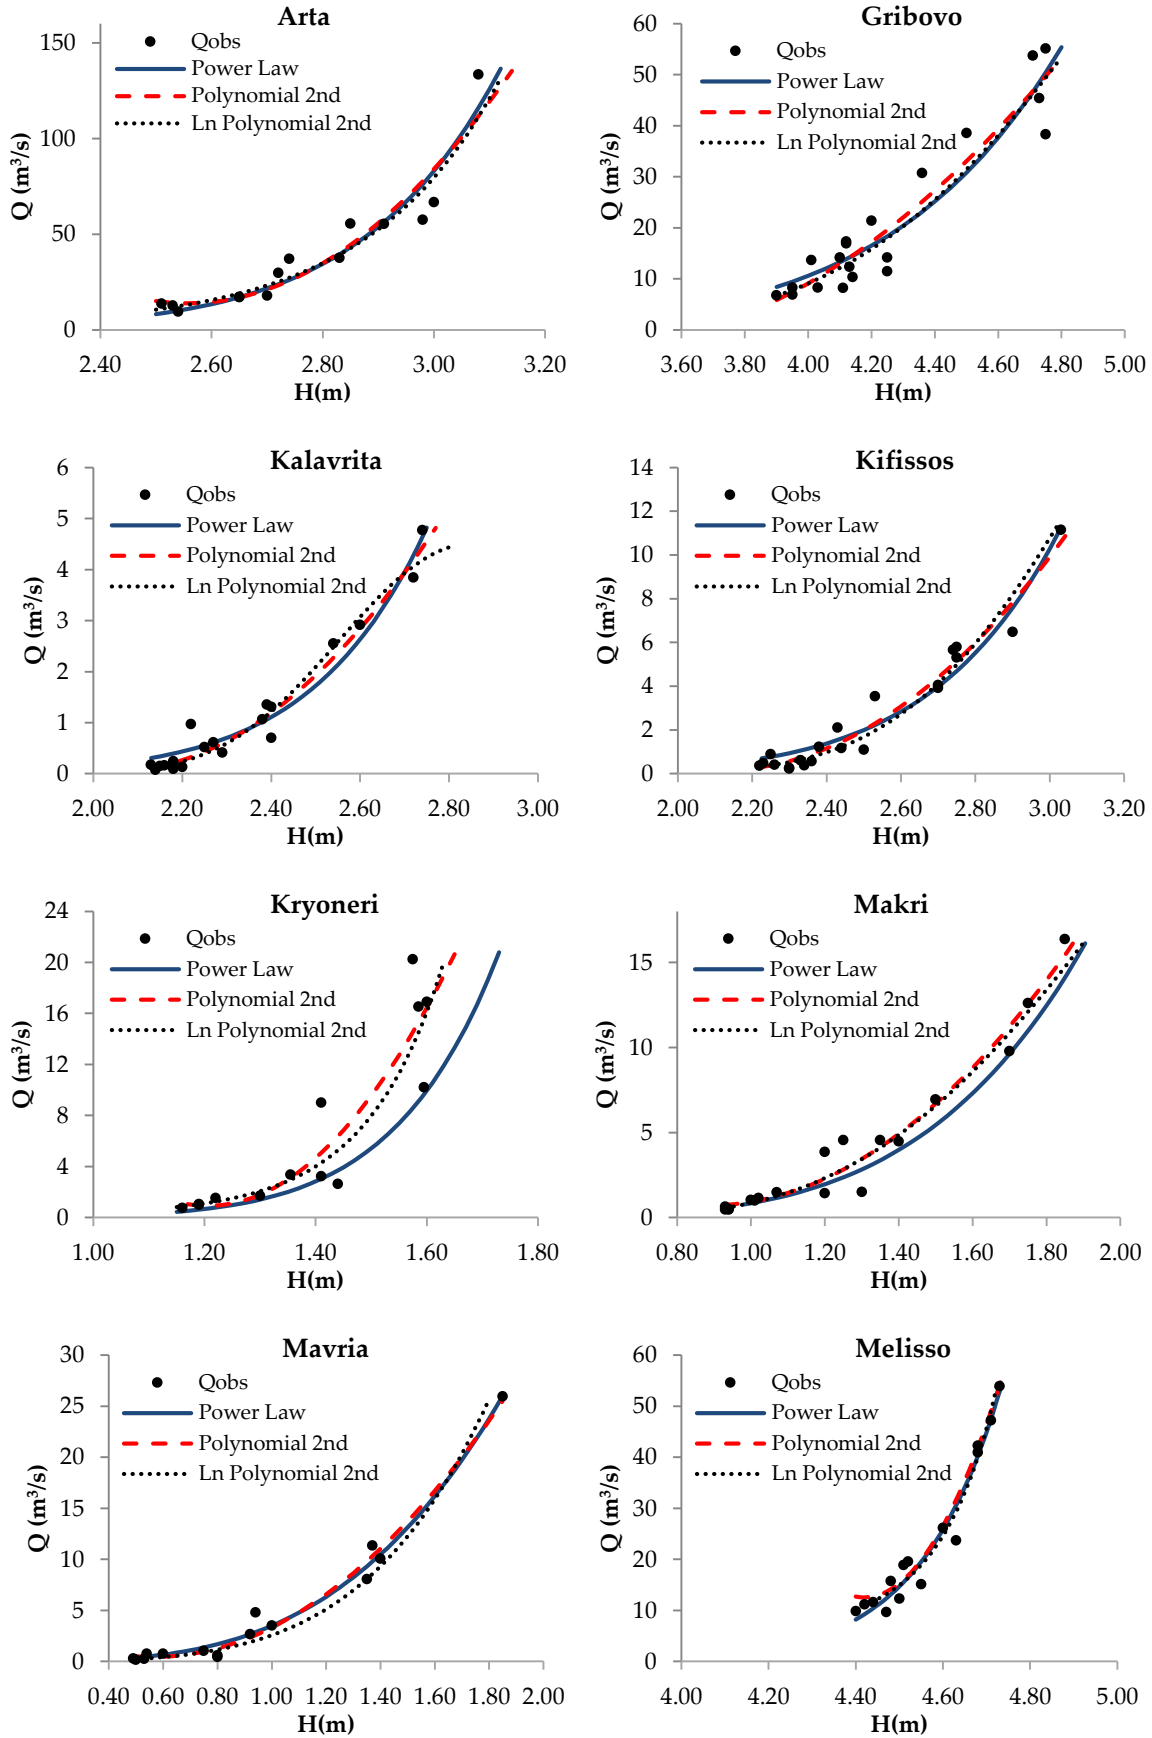 Arta
Qobs
Power Law
Polynomial 2nd
Ln Polynomial 2nd
Q (m³/s)
150
100
50
0
2.40 2.60 2.80 3.00 3.20
H(m)
Gribovo
Qobs
Power Law
Polynomial 2nd
Ln Polynomial 2nd
Q (m³/s)
60
50
40
30
20
10
0
3.60 3.80 4.00 4.20 4.40 4.60 4.80 5.00
H(m)
Kalavrita
Qobs
Power Law
Polynomial 2nd
Ln Polynomial 2nd
Q (m³/s)
6
5
4
3
2
1
0
2.00 2.20 2.40 2.60 2.80 3.00
H(m)
Kifissos
Qobs
Power Law
Polynomial 2nd
Ln Polynomial 2nd
Q (m³/s)
14
12
10
8
6
4
2
0
2.00 2.20 2.40 2.60 2.80 3.00 3.20
H(m)
Kryoneri
Qobs
Power Law
Polynomial 2nd
Ln Polynomial 2nd
Q (m³/s)
24
20
16
12
8
4
0
1.00 1.20 1.40 1.60 1.80
H(m)
Makri
Qobs
Power Law
Polynomial 2nd
Ln Polynomial 2nd
Q (m³/s)
15
10
5
0
0.80 1.00 1.20 1.40 1.60 1.80 2.00
H(m)
Mavria
Qobs
Power Law
Polynomial 2nd
Ln Polynomial 2nd
Q (m³/s)
30
25
20
15
10
5
0
0.40 0.60 0.80 1.00 1.20 1.40 1.60 1.80 2.00
H(m)
Melisso
Qobs
Power Law
Polynomial 2nd
Ln Polynomial 2nd
Q (m³/s)
60
50
40
30
20
10
0
4.00 4.20 4.40 4.60 4.80 5.00
H(m)